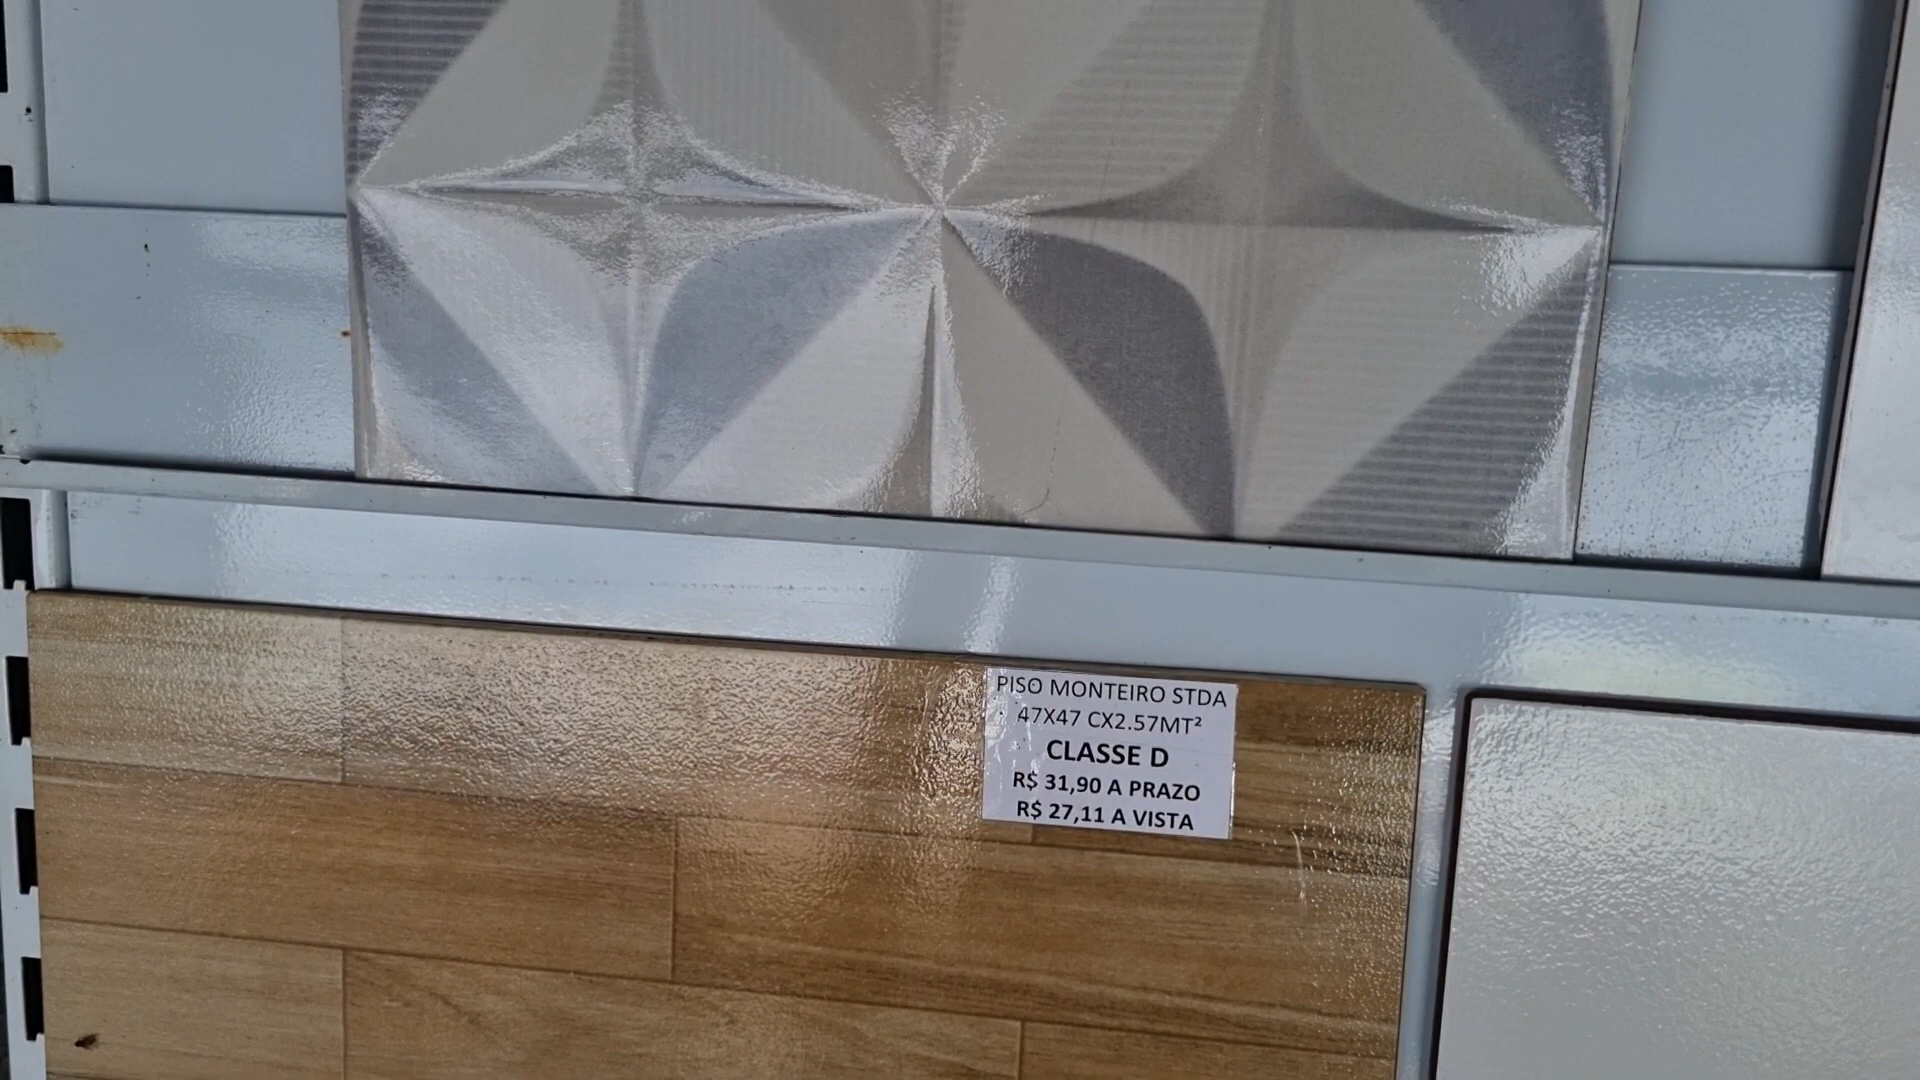 PISO MONTEIRO STDA
47X47 CX2.57MT²
CLASSE D
R$ 31,90 A PRAZO
R$ 27,11 A VISTA